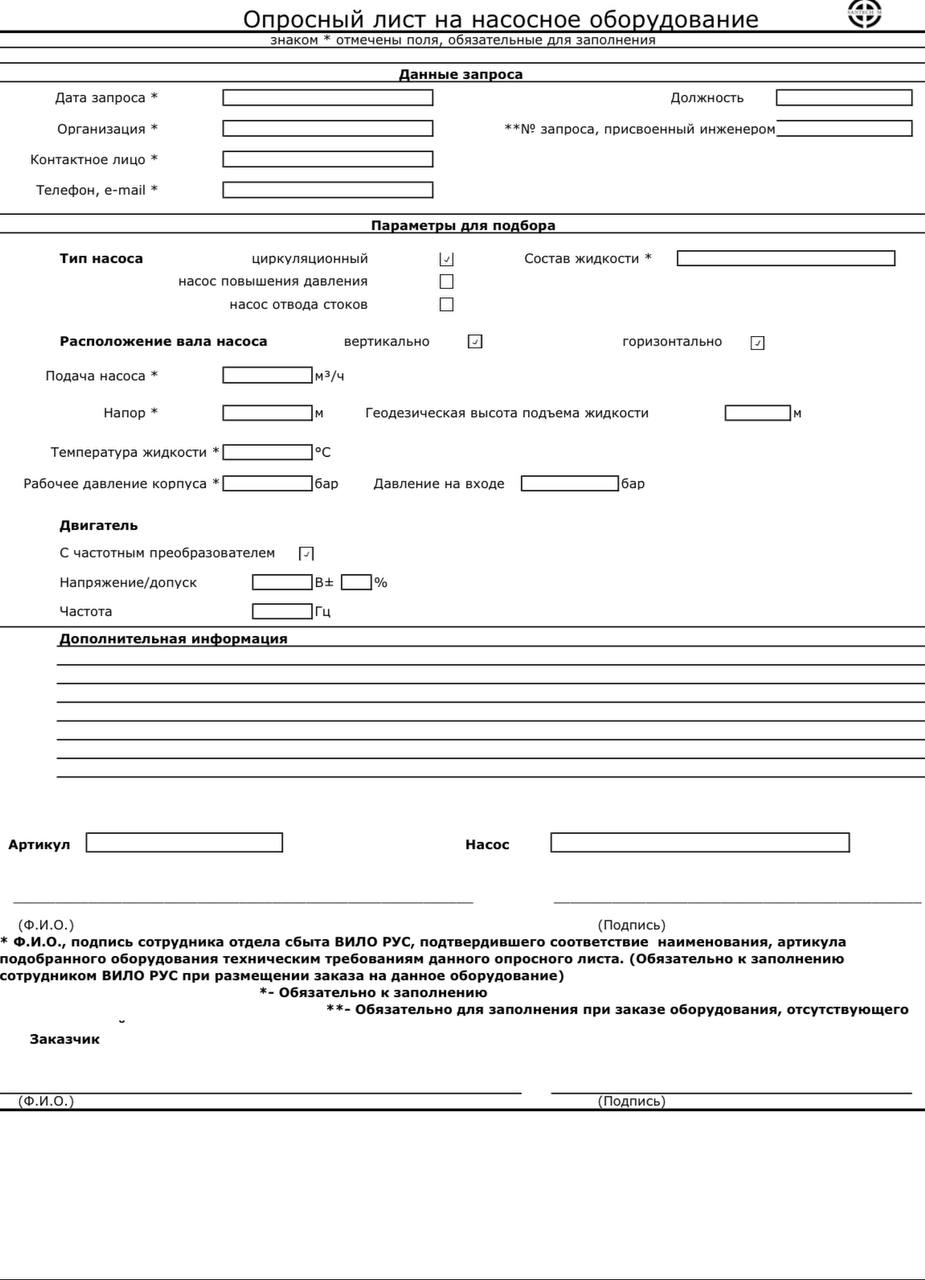 Опросный лист на насосное оборудование
SANTECH M
знаком * отмечены поля, обязательные для заполнения
Данные запроса
Дата запроса * Должность
Организация * **№ запроса, присвоенный инженером
Контактное лицо *
Телефон, e-mail *
Параметры для подбора
Тип насоса циркуляционный Состав жидкости *
насос повышения давления
насос отвода стоков
Расположение вала насоса вертикально горизонтально
Подача насоса * м³/ч
Напор * м Геодезическая высота подъема жидкости м
Температура жидкости * °C
Рабочее давление корпуса * бар Давление на входе бар
Двигатель
С частотным преобразователем
Напряжение/допуск В± %
Частота Гц
Дополнительная информация
Артикул Насос
(Ф.И.О.) (Подпись)
* Ф.И.О., подпись сотрудника отдела сбыта ВИЛО РУС, подтвердившего соответствие наименования, артикула
подобранного оборудования техническим требованиям данного опросного листа. (Обязательно к заполнению
сотрудником ВИЛО РУС при размещении заказа на данное оборудование)
*- Обязательно к заполнению
**- Обязательно для заполнения при заказе оборудования, отсутствующего
Заказчик
(Ф.И.О.) (Подпись)